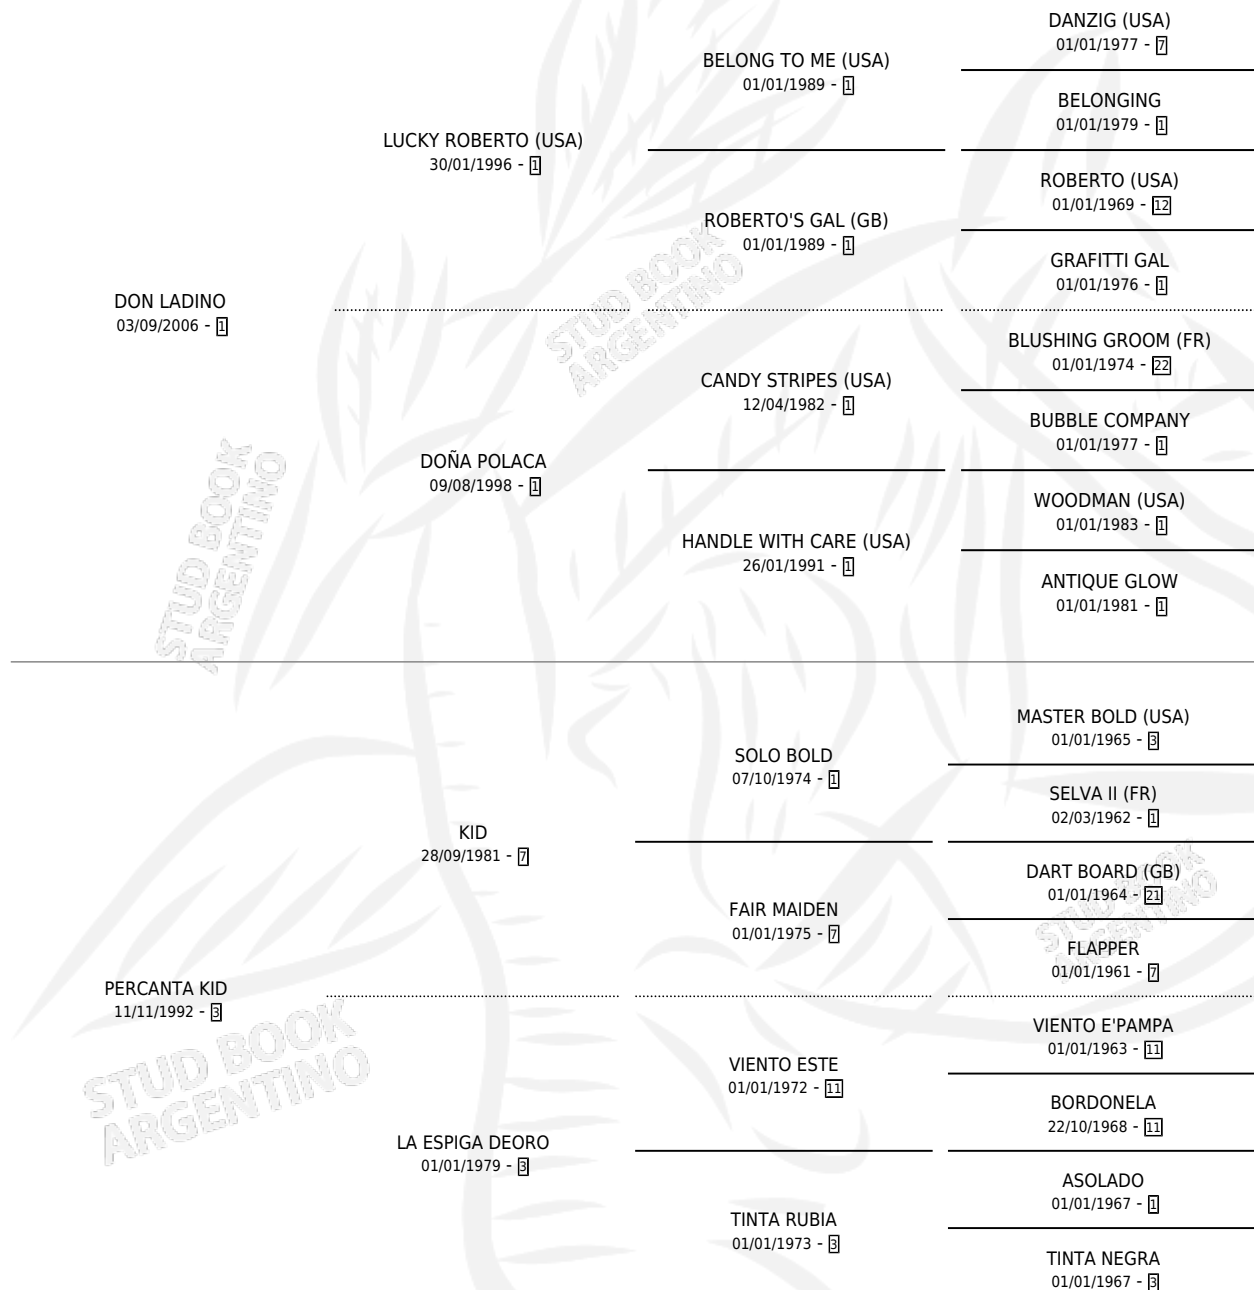 DON LADINO
03/09/2006 - 1
LUCKY ROBERTO (USA)
30/01/1996 - 1
DOÑA POLACA
09/08/1998 - 1
BELONG TO ME (USA)
01/01/1989 - 1
ROBERTO'S GAL (GB)
01/01/1989 - 1
CANDY STRIPES (USA)
12/04/1982 - 1
HANDLE WITH CARE (USA)
26/01/1991 - 1
DANZIG (USA)
01/01/1977 - 7
BELONGING
01/01/1979 - 1
ROBERTO (USA)
01/01/1969 - 12
GRAFITTI GAL
01/01/1976 - 1
BLUSHING GROOM (FR)
01/01/1974 - 22
BUBBLE COMPANY
01/01/1977 - 1
WOODMAN (USA)
01/01/1983 - 1
ANTIQUE GLOW
01/01/1981 - 1
STUD BOOK
ARGENTINO
STUD BOOK
ARGENTINO
PERCANTA KID
11/11/1992 - 3
KID
28/09/1981 - 7
LA ESPIGA DEORO
01/01/1979 - 3
SOLO BOLD
07/10/1974 - 1
FAIR MAIDEN
01/01/1975 - 7
VIENTO ESTE
01/01/1972 - 11
TINTA RUBIA
01/01/1973 - 3
MASTER BOLD (USA)
01/01/1965 - 3
SELVA II (FR)
02/03/1962 - 1
DART BOARD (GB)
01/01/1964 - 21
FLAPPER
01/01/1961 - 7
VIENTO E'PAMPA
01/01/1963 - 11
BORDONELA
22/10/1968 - 11
ASOLADO
01/01/1967 - 1
TINTA NEGRA
01/01/1967 - 3
STUD BOOK
ARGENTINO
STUD BOOK
ARGENTINO